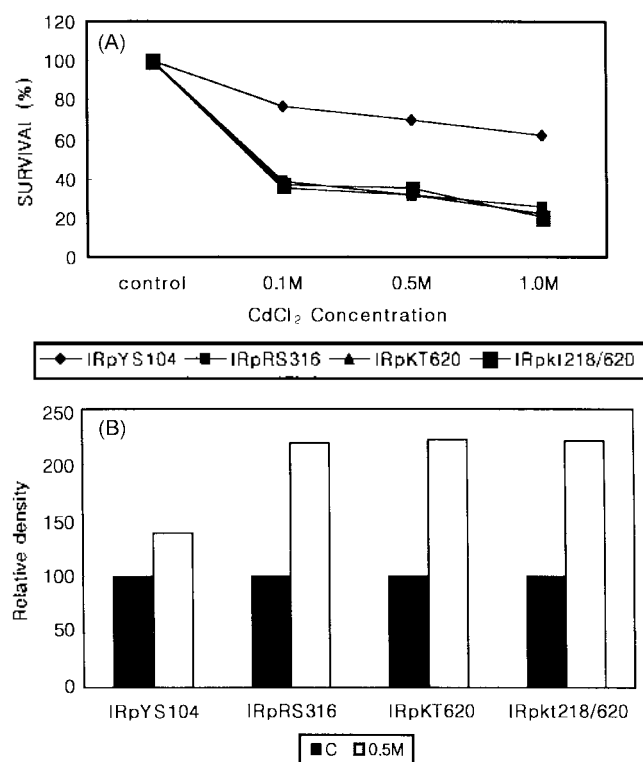 (A)
120
100
80
60
40
20
0
SURVIVAL (%)
control 0.1M 0.5M 1.0M
CdCl₂ Concentration
IRpYS104 IRpRS316 IRpKT620 IRpkt218/620
(B)
250
200
150
100
50
0
Relative density
IRpYS104 IRpRS316 IRpKT620 IRpkt218/620
C 0.5M